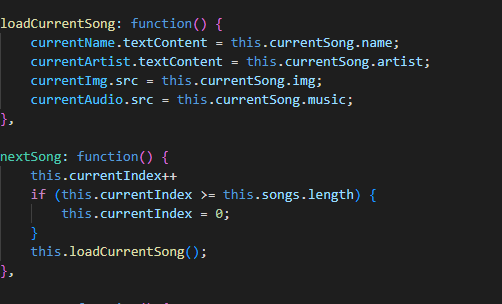 loadCurrentSong: function() {
    currentName.textContent = this.currentSong.name;
    currentArtist.textContent = this.currentSong.artist;
    currentImg.src = this.currentSong.img;
    currentAudio.src = this.currentSong.music;
},
nextSong: function() {
    this.currentIndex++
    if (this.currentIndex >= this.songs.length) {
        this.currentIndex = 0;
    }
    this.loadCurrentSong();
},